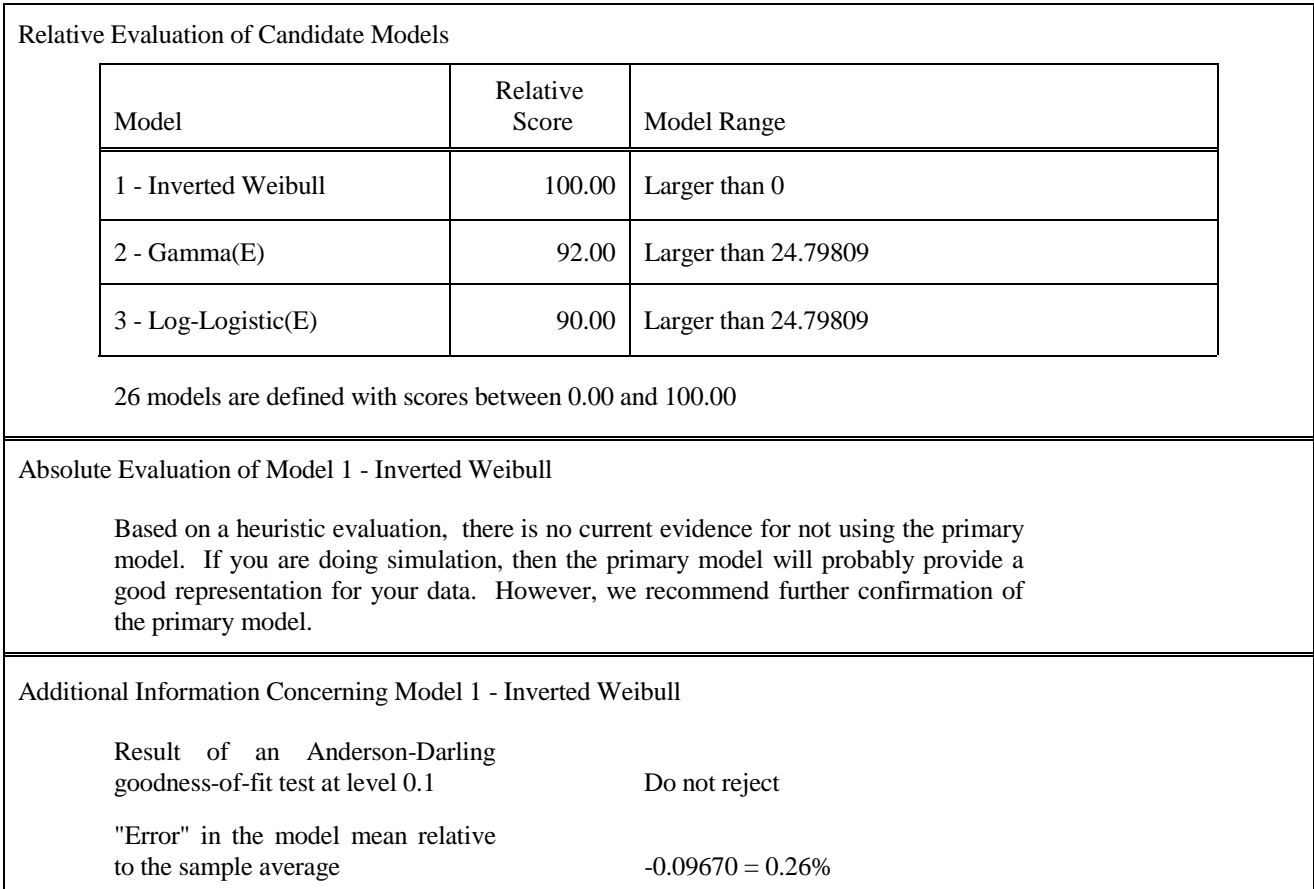 Relative Evaluation of Candidate Models
Relative
Model Score Model Range
1 - Inverted Weibull 100.00 Larger than 0
2 - Gamma(E) 92.00 Larger than 24.79809
3 - Log-Logistic(E) 90.00 Larger than 24.79809
26 models are defined with scores between 0.00 and 100.00
Absolute Evaluation of Model 1 - Inverted Weibull
Based on a heuristic evaluation, there is no current evidence for not using the primary
model. If you are doing simulation, then the primary model will probably provide a
good representation for your data. However, we recommend further confirmation of
the primary model.
Additional Information Concerning Model 1 - Inverted Weibull
Result of an Anderson-Darling
goodness-of-fit test at level 0.1 Do not reject
"Error" in the model mean relative
to the sample average -0.09670 = 0.26%